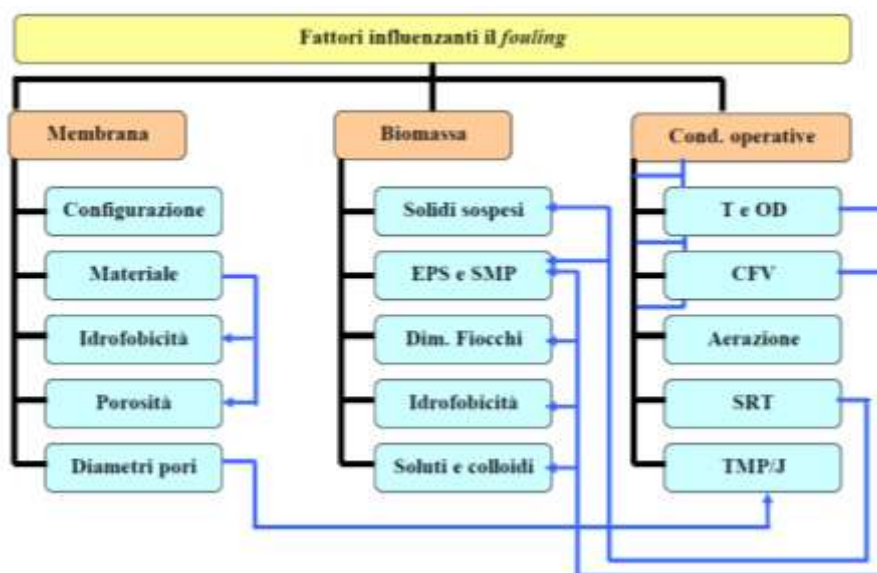 Fattori influenzanti il fouling
Membrana
Biomassa
Cond. operative
Configurazione
Solidi sospesi
T e OD
Materiale
EPS e SMP
CFV
Idrofobicità
Dim. Fiocchi
Aerazione
Porosità
Idrofobicità
SRT
Diametri pori
Soluti e colloidi
TMP/J